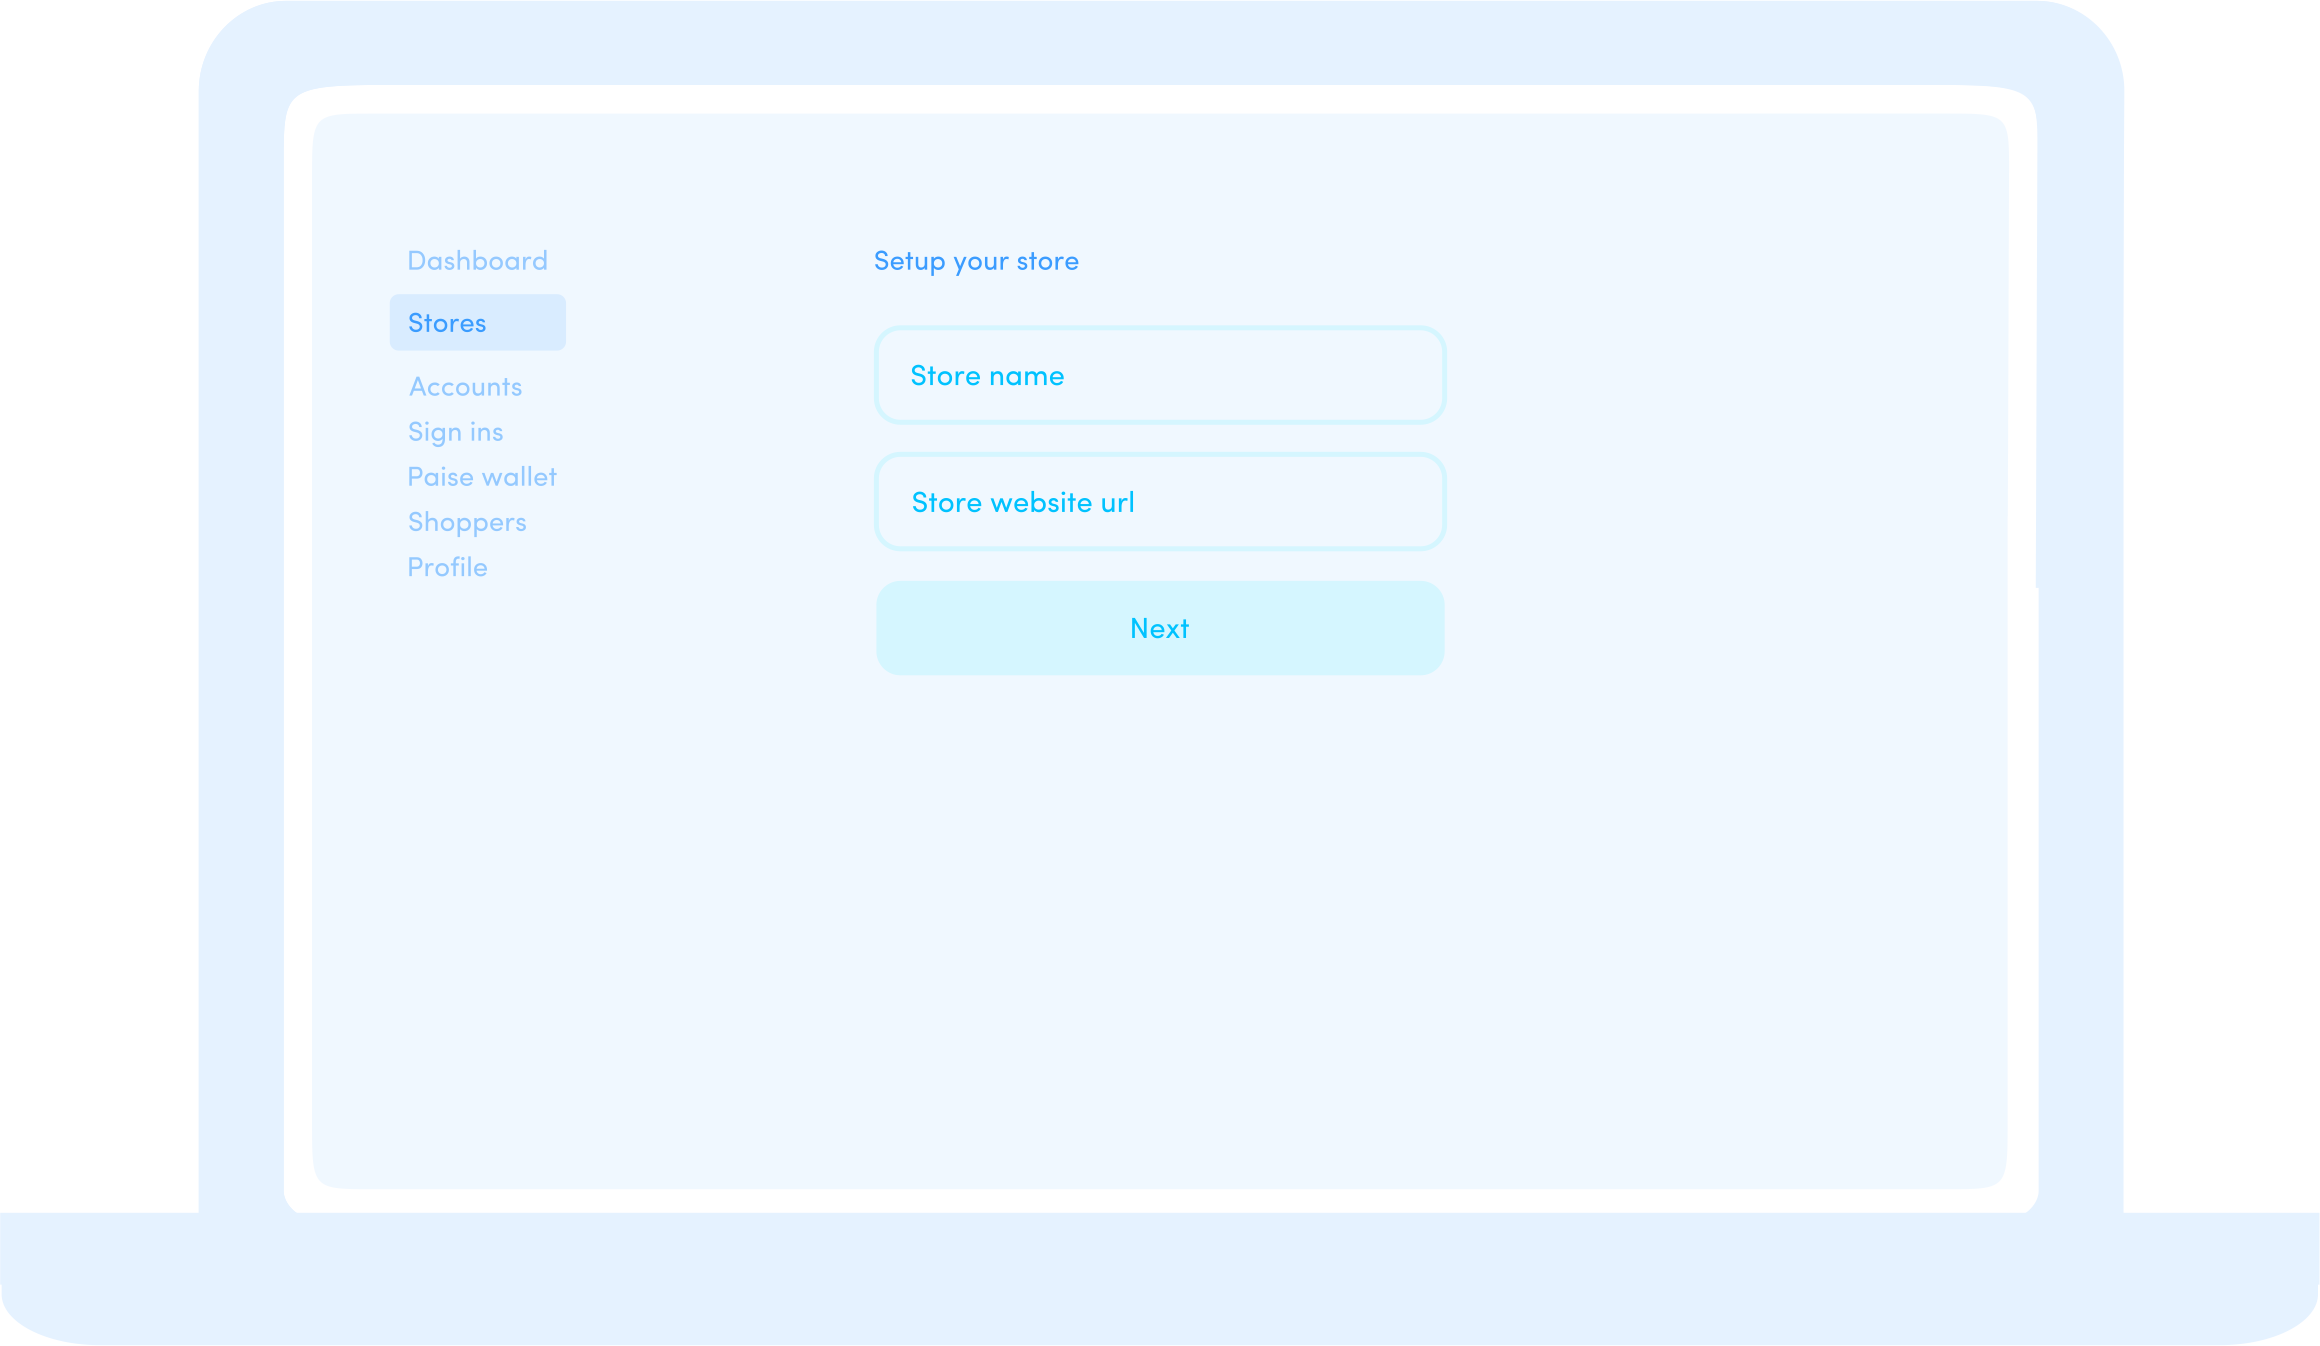 Dashboard
Stores
Accounts
Sign ins
Paise wallet
Shoppers
Profile
Setup your store
Store name
Store website url
Next